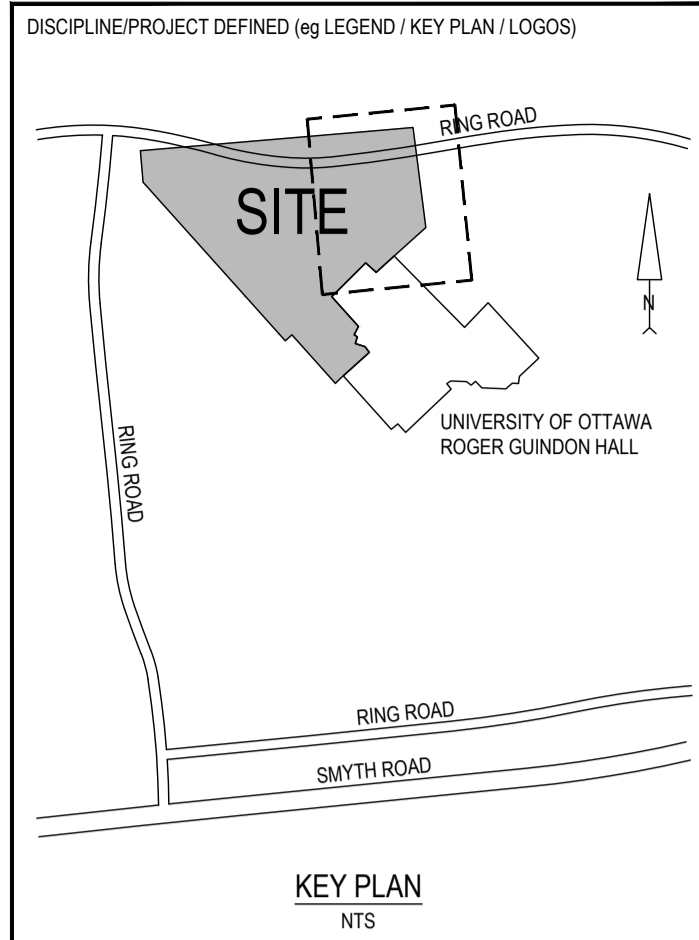 DISCIPLINE/PROJECT DEFINED (eg LEGEND / KEY PLAN / LOGOS)
RING ROAD
SITE
N
UNIVERSITY OF OTTAWA
ROGER GUINDON HALL
RING ROAD
RING ROAD
SMYTH ROAD
KEY PLAN
NTS